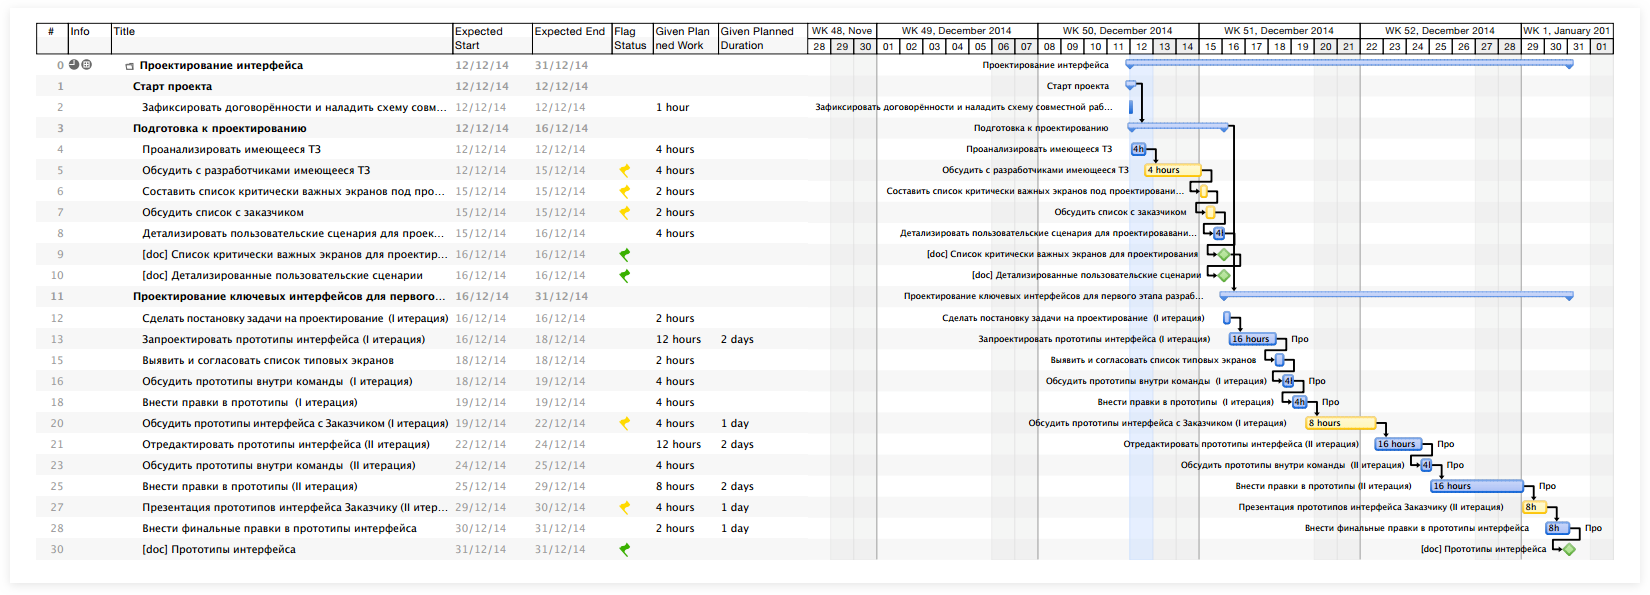 # Info Title Expected Start Expected End Flag Status Given Plan ned Work Given Planned Duration WK 48, Nove WK 49, December 2014 WK 50, December 2014 WK 51, December 2014 WK 52, December 2014 WK 1, January 201
28 29 30 01 02 03 04 05 06 07 08 09 10 11 12 13 14 15 16 17 18 19 20 21 22 23 24 25 26 27 28 29 30 31 01
0 Проектирование интерфейса 12/12/14 31/12/14 Проектирование интерфейса
1 Старт проекта 12/12/14 12/12/14 Старт проекта
2 Зафиксировать договорённости и наладить схему совм... 12/12/14 12/12/14 1 hour Зафиксировать договорённости и наладить схему совместной раб...
3 Подготовка к проектированию 12/12/14 16/12/14 Подготовка к проектированию
4 Проанализировать имеющееся ТЗ 12/12/14 12/12/14 4 hours Проанализировать имеющееся ТЗ 4h
5 Обсудить с разработчиками имеющееся ТЗ 12/12/14 15/12/14 4 hours Обсудить с разработчиками имеющееся ТЗ 4 hours
6 Составить список критически важных экранов под про... 15/12/14 15/12/14 2 hours Составить список критически важных экранов под проектировани...
7 Обсудить список с заказчиком 15/12/14 15/12/14 2 hours Обсудить список с заказчиком
8 Детализировать пользовательские сценарии для проек... 15/12/14 16/12/14 4 hours Детализировать пользовательские сценарии для проектировавани...
9 [doc] Список критически важных экранов для проектир... 16/12/14 16/12/14 [doc] Список критически важных экранов для проектирования
10 [doc] Детализированные пользовательские сценарии 16/12/14 16/12/14 [doc] Детализированные пользовательские сценарии
11 Проектирование ключевых интерфейсов для первого... 16/12/14 31/12/14 Проектирование ключевых интерфейсов для первого этапа разраб...
12 Сделать постановку задачи на проектирование (I итерация) 16/12/14 16/12/14 2 hours Сделать постановку задачи на проектирование (I итерация)
13 Запроектировать прототипы интерфейса (I итерация) 16/12/14 18/12/14 12 hours 2 days Запроектировать прототипы интерфейса (I итерация) 16 hours Про
15 Выявить и согласовать список типовых экранов 18/12/14 18/12/14 2 hours Выявить и согласовать список типовых экранов
16 Обсудить прототипы внутри команды (I итерация) 18/12/14 19/12/14 4 hours Обсудить прототипы внутри команды (I итерация) Про
18 Внести правки в прототипы (I итерация) 19/12/14 19/12/14 4 hours Внести правки в прототипы (I итерация) 4h Про
20 Обсудить прототипы интерфейса с Заказчиком (I итерация) 19/12/14 22/12/14 4 hours 1 day Обсудить прототипы интерфейса с Заказчиком (I итерация) 8 hours
21 Отредактировать прототипы интерфейса (II итерация) 22/12/14 24/12/14 12 hours 2 days Отредактировать прототипы интерфейса (II итерация) 16 hours Про
23 Обсудить прототипы внутри команды (II итерация) 24/12/14 25/12/14 4 hours Обсудить прототипы внутри команды (II итерация) Про
25 Внести правки в прототипы (II итерация) 25/12/14 29/12/14 8 hours 2 days Внести правки в прототипы (II итерация) 16 hours Про
27 Презентация прототипов интерфейса Заказчику (II итер... 29/12/14 30/12/14 4 hours 1 day Презентация прототипов интерфейса Заказчику (II итерация) 8h
28 Внести финальные правки в прототипы интерфейса 30/12/14 31/12/14 2 hours 1 day Внести финальные правки в прототипы интерфейса 8h Про
30 [doc] Прототипы интерфейса 31/12/14 31/12/14 [doc] Прототипы интерфейса